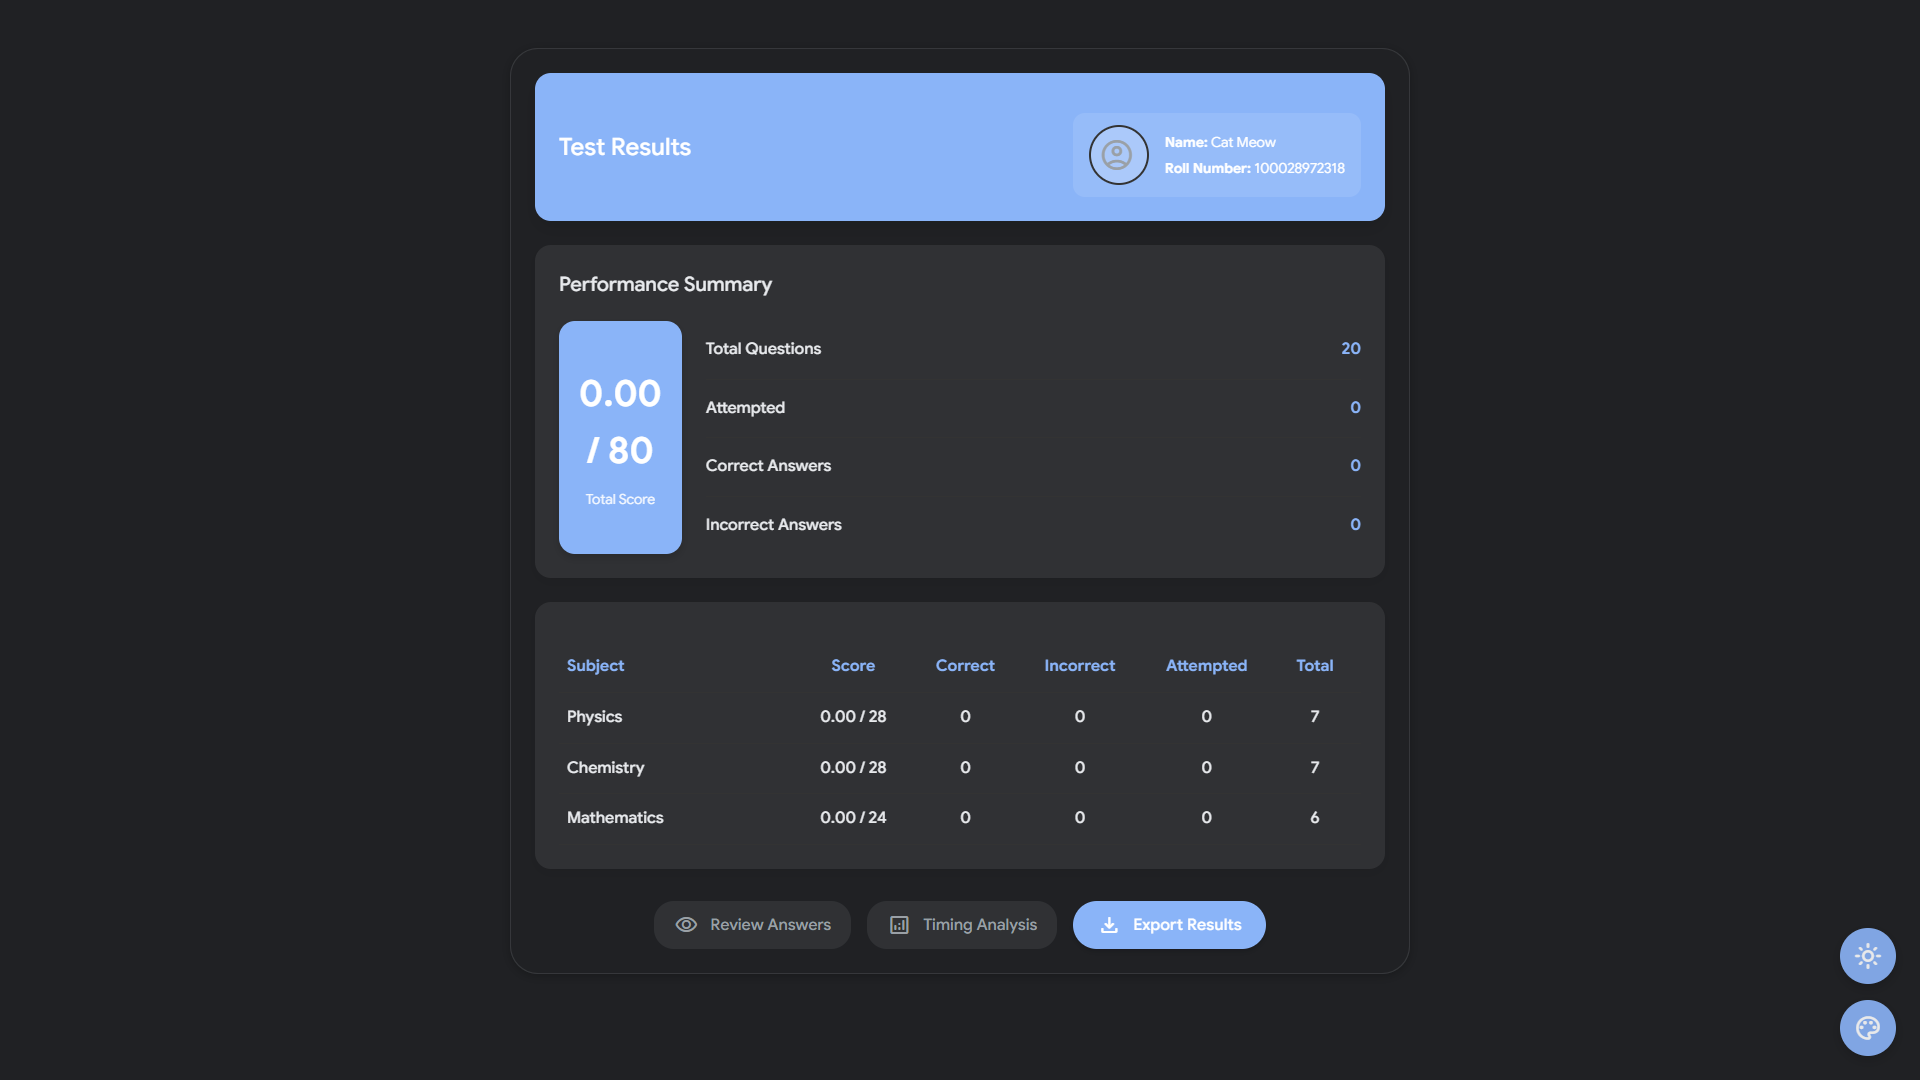 Test Results
Name: Cat Meow
Roll Number: 100028972318
Performance Summary
0.00
/ 80
Total Score
Total Questions 20
Attempted 0
Correct Answers 0
Incorrect Answers 0
Subject Score Correct Incorrect Attempted Total
Physics 0.00 / 28 0 0 0 7
Chemistry 0.00 / 28 0 0 0 7
Mathematics 0.00 / 24 0 0 0 6
Review Answers Timing Analysis Export Results